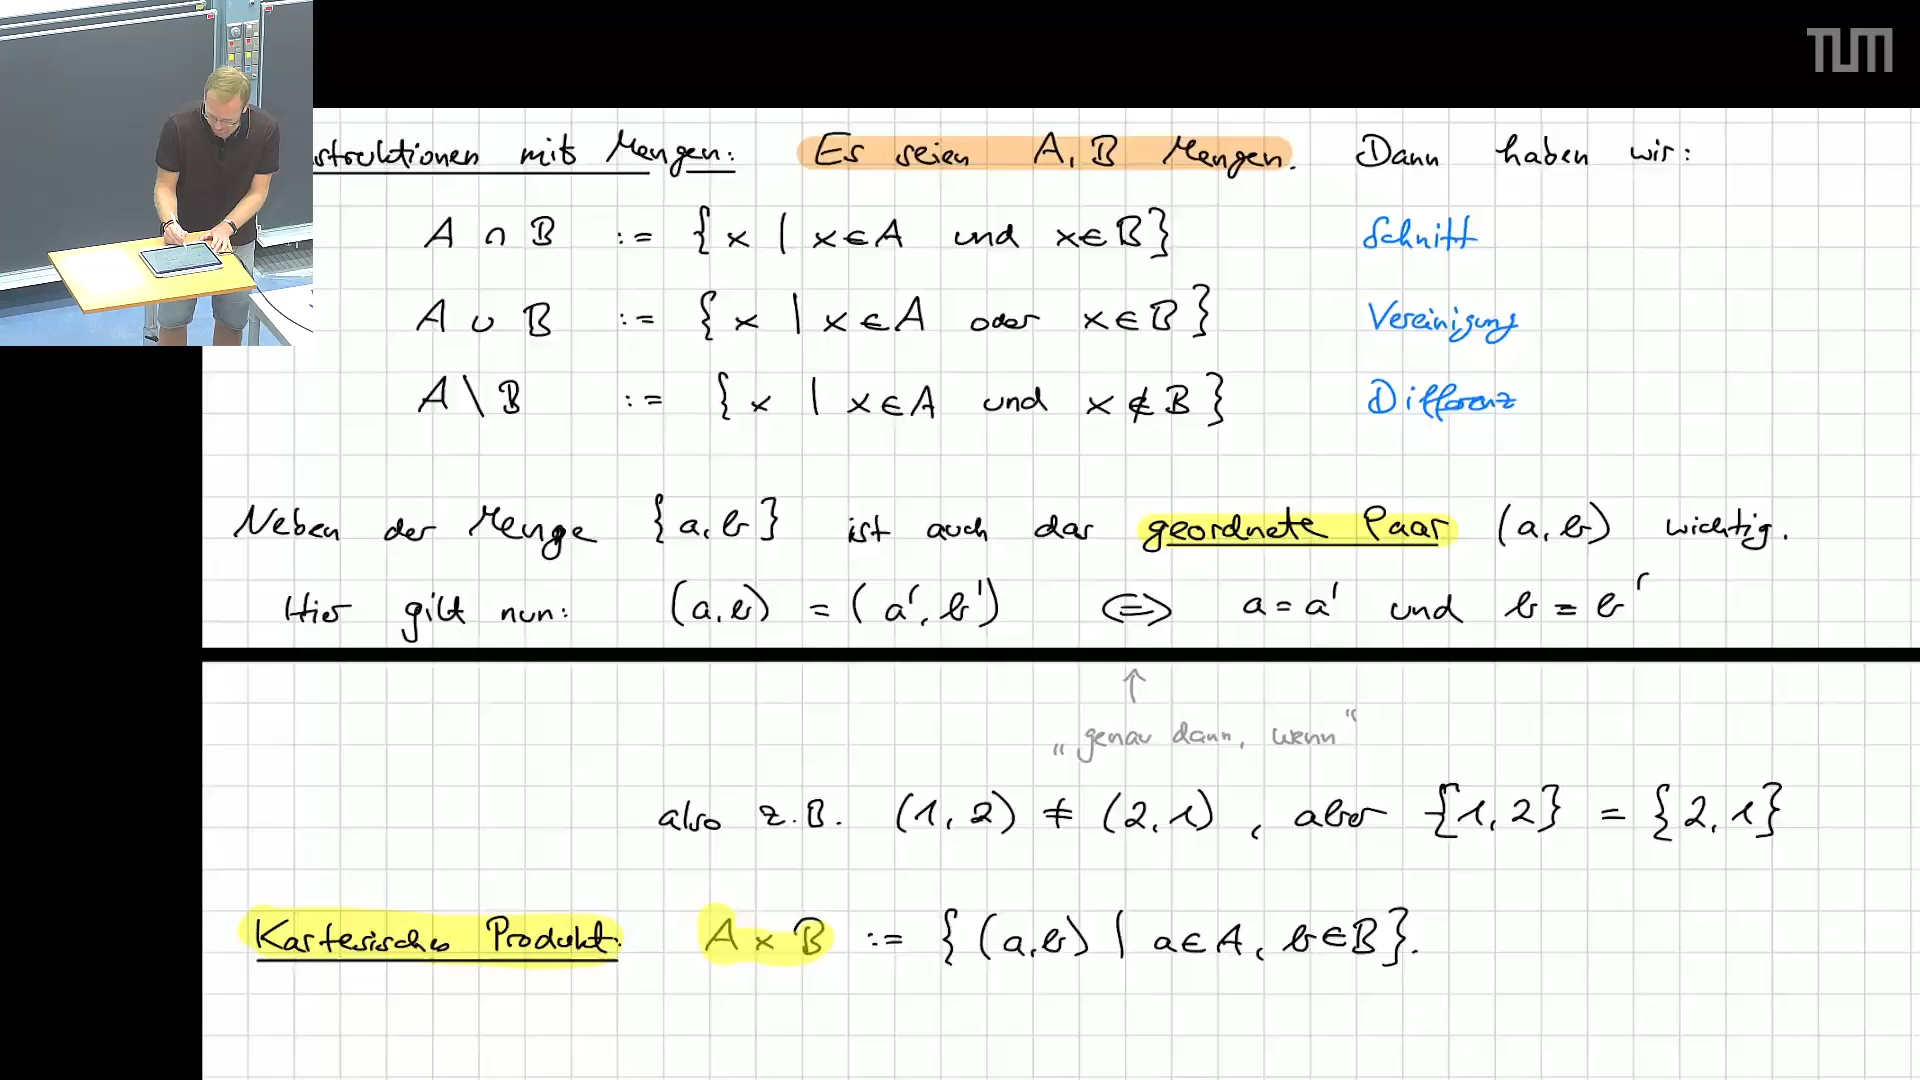 TUM
struktionen mit Mengen: Es seien A, B Mengen. Dann haben wir:
A ∩ B := { x | x ∈ A und x ∈ B } Schnitt
A ∪ B := { x | x ∈ A oder x ∈ B } Vereinigung
A \ B := { x | x ∈ A und x ∉ B } Differenz
Neben der Menge {a, b} ist auch das geordnete Paar (a, b) wichtig.
Hier gilt nun: (a, b) = (a', b') ⟺ a = a' und b = b'
↑
„genau dann, wenn“
also z.B. (1, 2) ≠ (2, 1), aber {1, 2} = {2, 1}
Kartesisches Produkt: A × B := { (a, b) | a ∈ A, b ∈ B }.